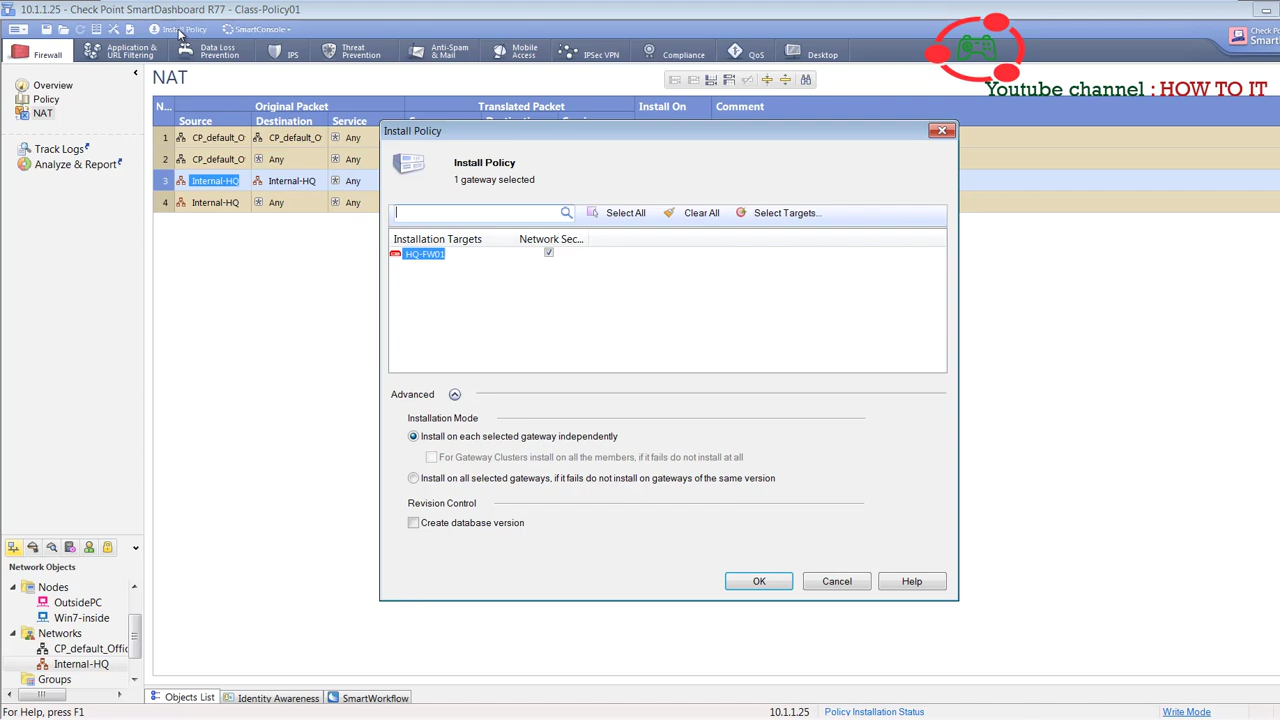 10.1.1.25 - Check Point SmartDashboard R77 - Class-Policy01
Install Policy SmartConsole
Firewall
Application & URL Filtering
Data Loss Prevention
IPS
Threat Prevention
Anti-Spam & Mail
Mobile Access
IPSec VPN
Compliance
QoS
Desktop
Check Po
Smart
Youtube channel : HOW TO IT
Overview
Policy
NAT
Track Logs
Analyze & Report
NAT
N... Original Packet Translated Packet Install On Comment
Source Destination Service
1 CP_default_O CP_default_O Any
2 CP_default_O Any Any
3 Internal-HQ Internal-HQ Any
4 Internal-HQ Any Any
Install Policy
Install Policy
1 gateway selected
Select All Clear All Select Targets...
Installation Targets Network Sec...
HQ-FW01
Advanced
Installation Mode
Install on each selected gateway independently
For Gateway Clusters install on all the members, if it fails do not install at all
Install on all selected gateways, if it fails do not install on gateways of the same version
Revision Control
Create database version
OK Cancel Help
Network Objects
Nodes
OutsidePC
Win7-inside
Networks
CP_default_Offic
Internal-HQ
Groups
Objects List Identity Awareness SmartWorkflow
For Help, press F1 10.1.1.25 Policy Installation Status Write Mode